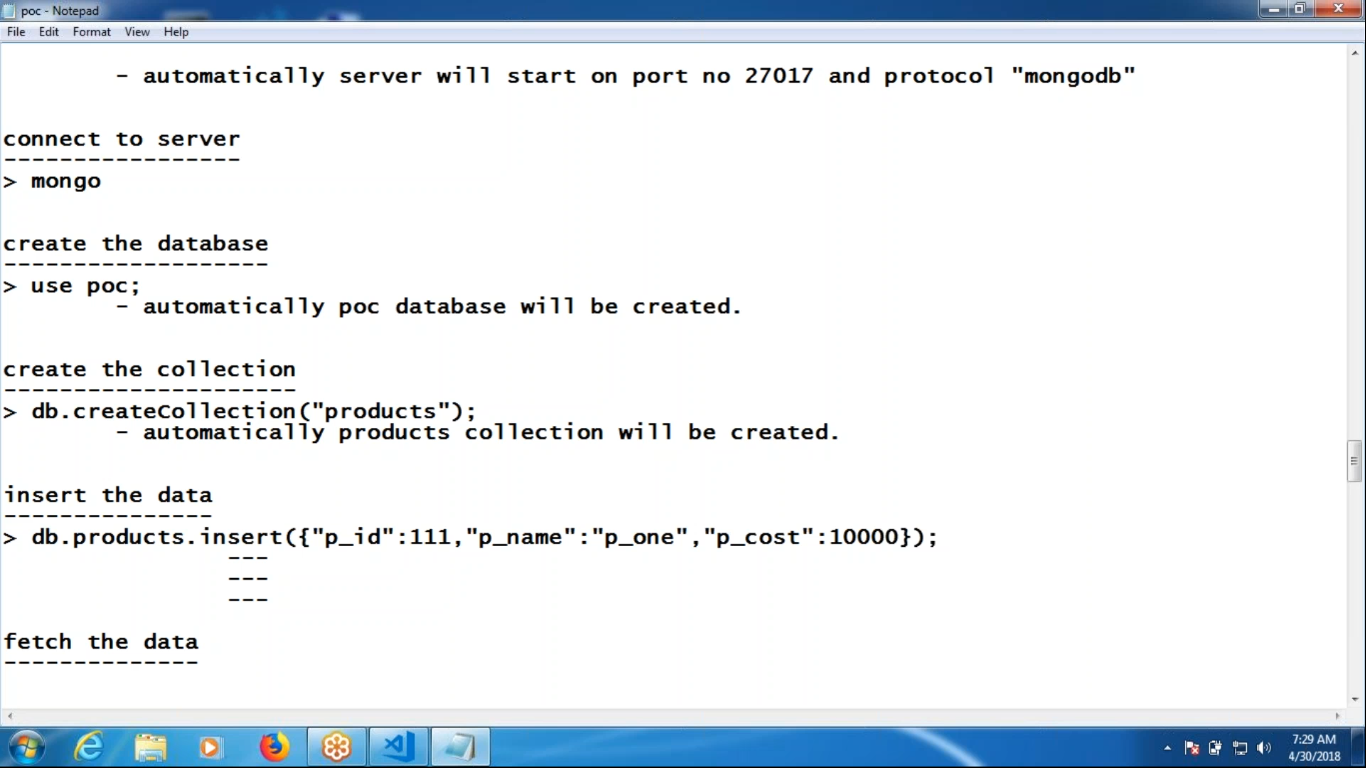 poc - Notepad
File Edit Format View Help
- automatically server will start on port no 27017 and protocol "mongodb"
connect to server
-----------------
> mongo
create the database
-------------------
> use poc;
- automatically poc database will be created.
create the collection
---------------------
> db.createCollection("products");
- automatically products collection will be created.
insert the data
---------------
> db.products.insert({"p_id":111,"p_name":"p_one","p_cost":10000});
---
---
---
fetch the data
--------------
7:29 AM
4/30/2018